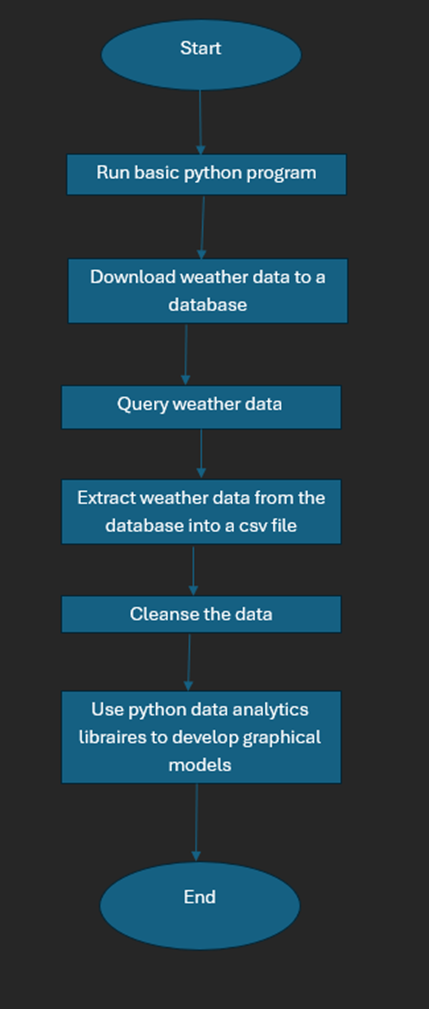 Start
Run basic python program
Download weather data to a
database
Query weather data
Extract weather data from the
database into a csv file
Cleanse the data
Use python data analytics
libraires to develop graphical
models
End